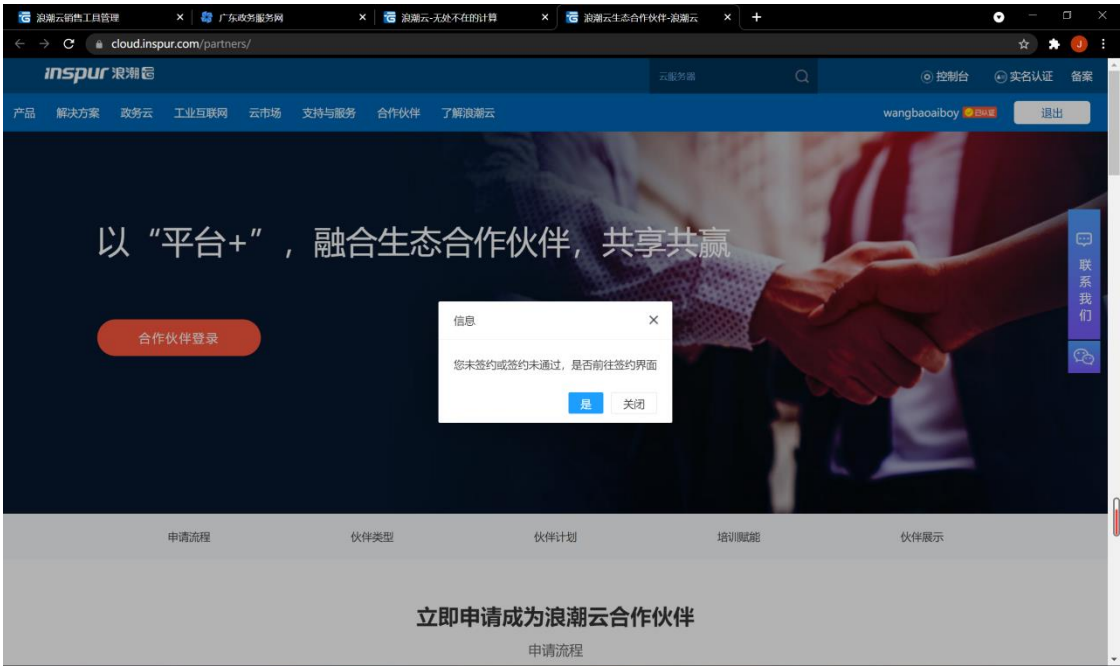 浪潮云销售工具管理
广东政务服务网
浪潮云-无处不在的计算
浪潮云生态合作伙伴-浪潮云
cloud.inspur.com/partners/
J
inspur 浪潮
云服务器
控制台
实名认证
备案
产品
解决方案
政务云
工业互联网
云市场
支持与服务
合作伙伴
了解浪潮云
wangbaoaiboy
已认证
退出
以“平台+”，融合生态合作伙伴，共享共赢
合作伙伴登录
联系我们
信息
您未签约或签约未通过，是否前往签约界面
是
关闭
申请流程
伙伴类型
伙伴计划
培训赋能
伙伴展示
立即申请成为浪潮云合作伙伴
申请流程